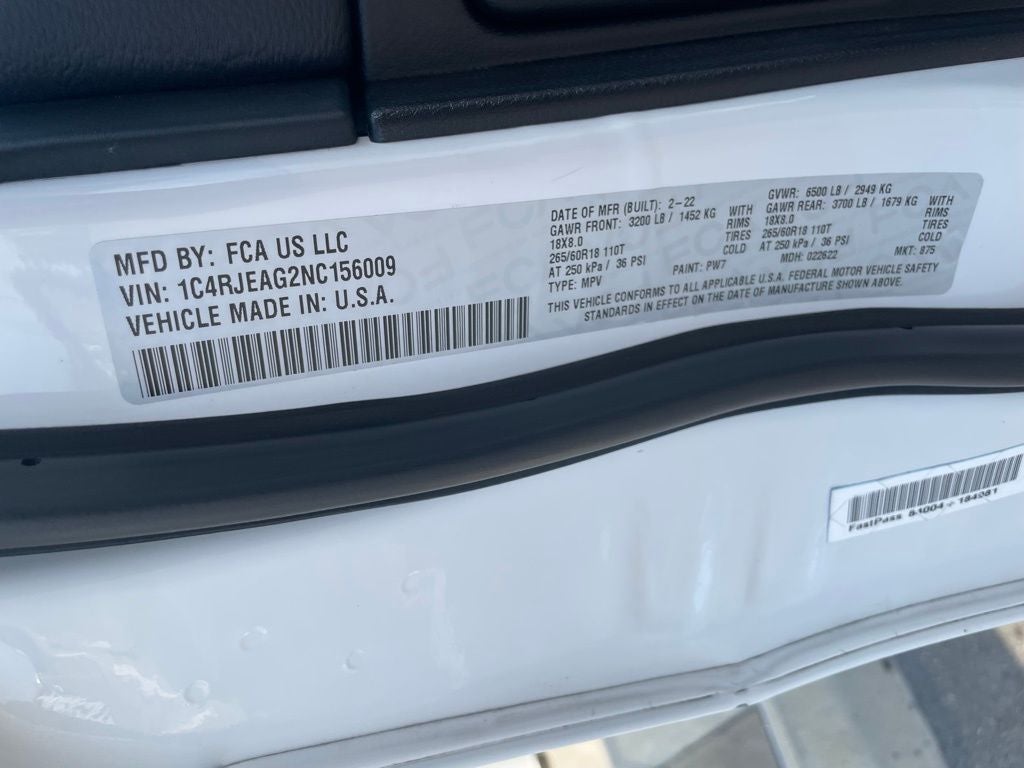 MFD BY: FCA US LLC
VIN: 1C4RJEAG2NC156009
VEHICLE MADE IN: U.S.A.
DATE OF MFR (BUILT): 2-22 GVWR: 6500 LB / 2949 KG
GAWR FRONT: 3200 LB / 1452 KG WITH GAWR REAR: 3700 LB / 1679 KG WITH
18X8.0 RIMS 18X8.0 RIMS
265/60R18 110T TIRES 265/60R18 110T TIRES
AT 250 kPa / 36 PSI COLD AT 250 kPa / 36 PSI COLD
TYPE: MPV PAINT: PW7 MDH: 022622 MKT: 875
THIS VEHICLE CONFORMS TO ALL APPLICABLE U.S.A. FEDERAL MOTOR VEHICLE SAFETY
STANDARDS IN EFFECT ON THE DATE OF MANUFACTURE SHOWN ABOVE.
FastPass